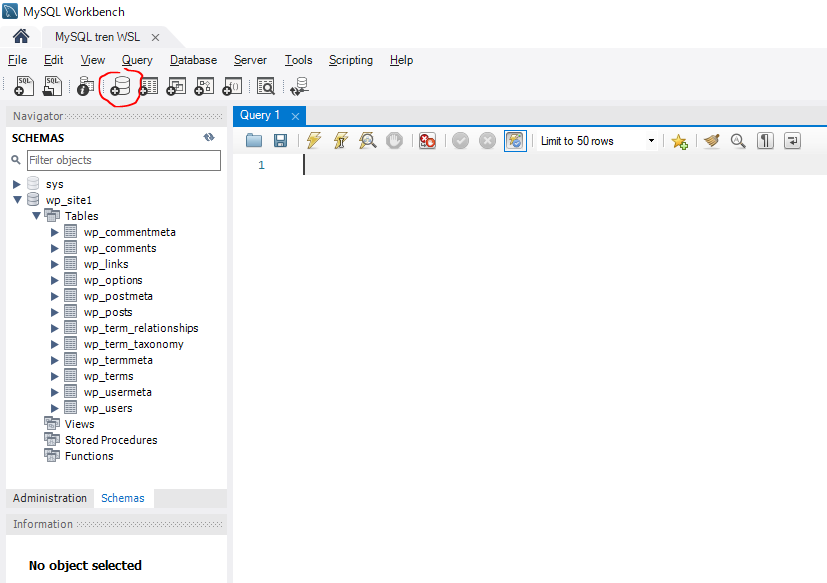 MySQL Workbench
MySQL tren WSL
File Edit View Query Database Server Tools Scripting Help
SQL SQL
Navigator
Query 1
SCHEMAS
Limit to 50 rows
Filter objects
1
sys
wp_site1
Tables
wp_commentmeta
wp_comments
wp_links
wp_options
wp_postmeta
wp_posts
wp_term_relationships
wp_term_taxonomy
wp_termmeta
wp_terms
wp_usermeta
wp_users
Views
Stored Procedures
Functions
Administration Schemas
Information
No object selected